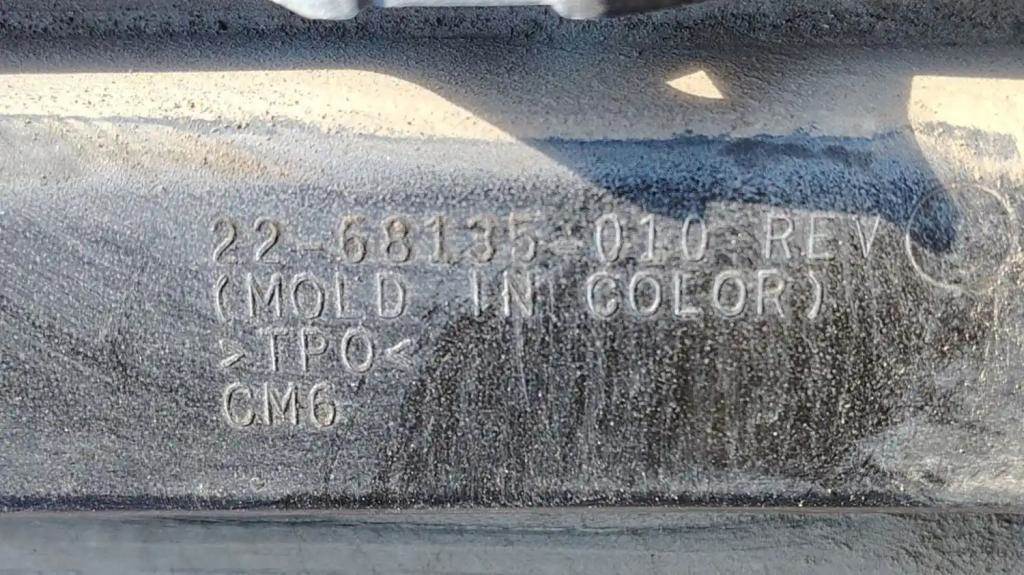 22-68135-010 REV
(MOLD IN COLOR)
>TPO<
CM6